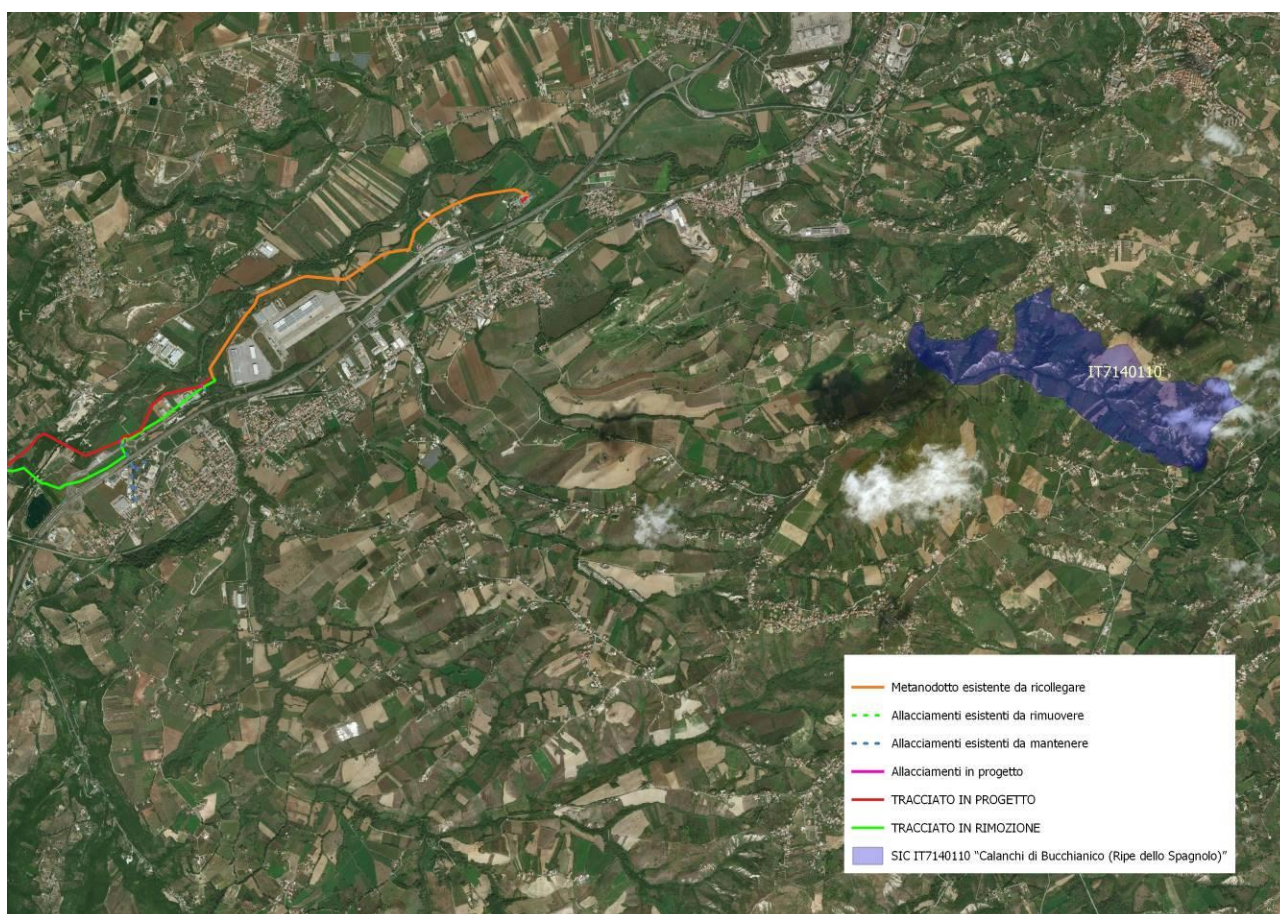 IT7140110
Metanodotto esistente da ricollegare
Allacciamenti esistenti da rimuovere
Allacciamenti esistenti da mantenere
Allacciamenti in progetto
TRACCIATO IN PROGETTO
TRACCIATO IN RIMOZIONE
SIC IT7140110 "Calanchi di Bucchianico (Ripe dello Spagnolo)"